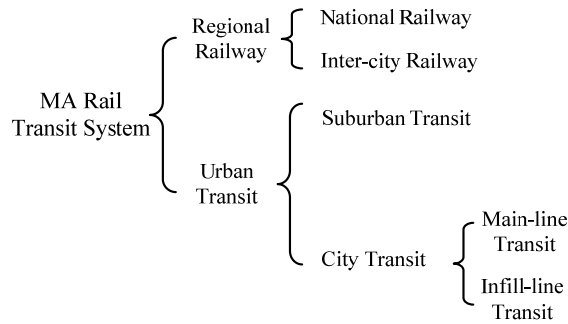 MA Rail
Transit System
Regional
Railway
National Railway
Inter-city Railway
Urban
Transit
Suburban Transit
City Transit
Main-line
Transit
Infill-line
Transit